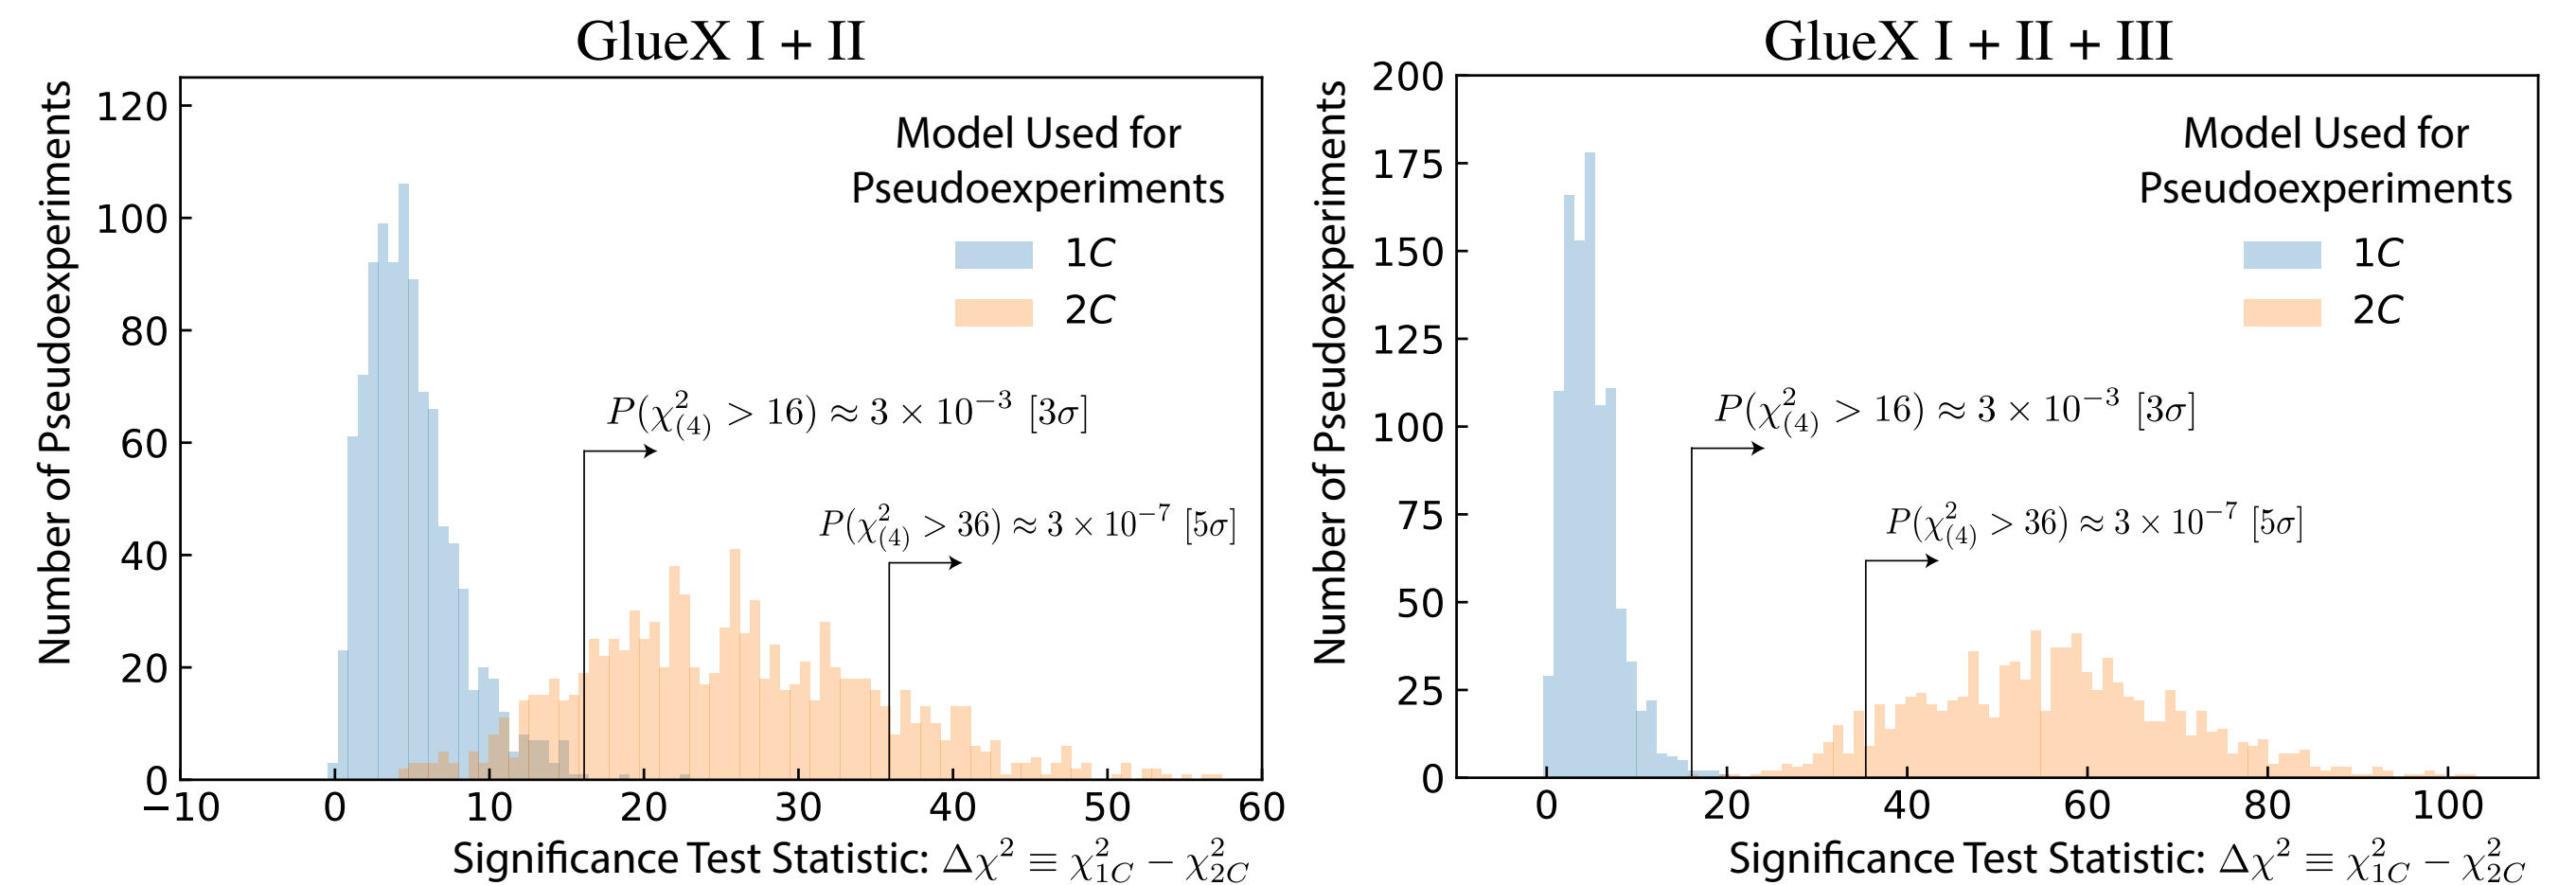 GlueX I + II
Number of Pseudoexperiments
120
100
80
60
40
20
0
−10
0
10
20
30
40
50
60
Model Used for
Pseudoexperiments
1C
2C
P(χ²₍₄₎ > 16) ≈ 3 × 10⁻³ [3σ]
P(χ²₍₄₎ > 36) ≈ 3 × 10⁻⁷ [5σ]
Significance Test Statistic: Δχ² ≡ χ²₁C − χ²₂C
GlueX I + II + III
Number of Pseudoexperiments
200
175
150
125
100
75
50
25
0
0
20
40
60
80
100
Model Used for
Pseudoexperiments
1C
2C
P(χ²₍₄₎ > 16) ≈ 3 × 10⁻³ [3σ]
P(χ²₍₄₎ > 36) ≈ 3 × 10⁻⁷ [5σ]
Significance Test Statistic: Δχ² ≡ χ²₁C − χ²₂C